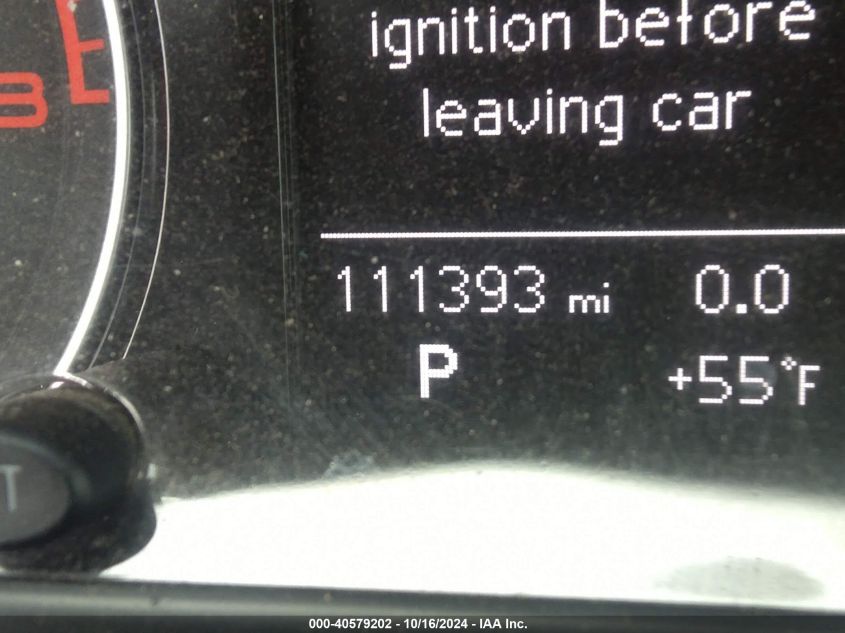 ignition before
leaving car
111393 mi 0.0
P +55°F
T
000-40579202 - 10/16/2024 - IAA Inc.